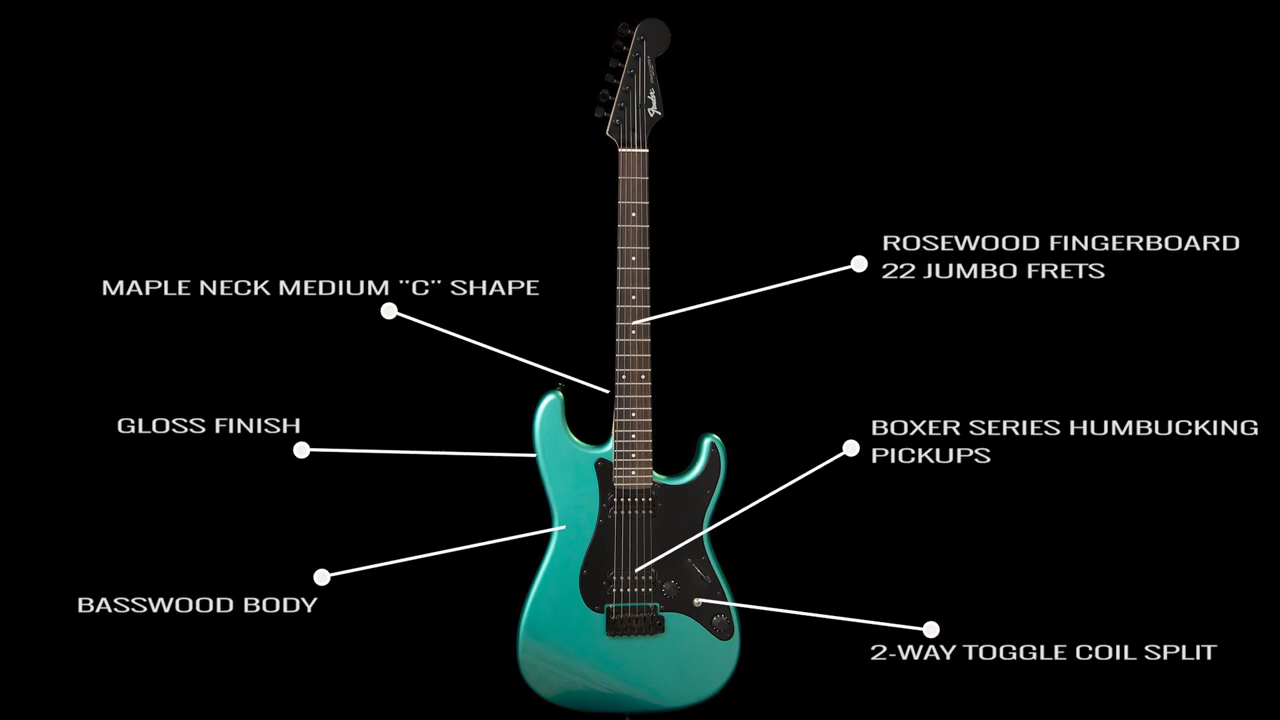 Fender
ROSEWOOD FINGERBOARD
22 JUMBO FRETS
MAPLE NECK MEDIUM "C" SHAPE
GLOSS FINISH
BOXER SERIES HUMBUCKING
PICKUPS
BASSWOOD BODY
2-WAY TOGGLE COIL SPLIT